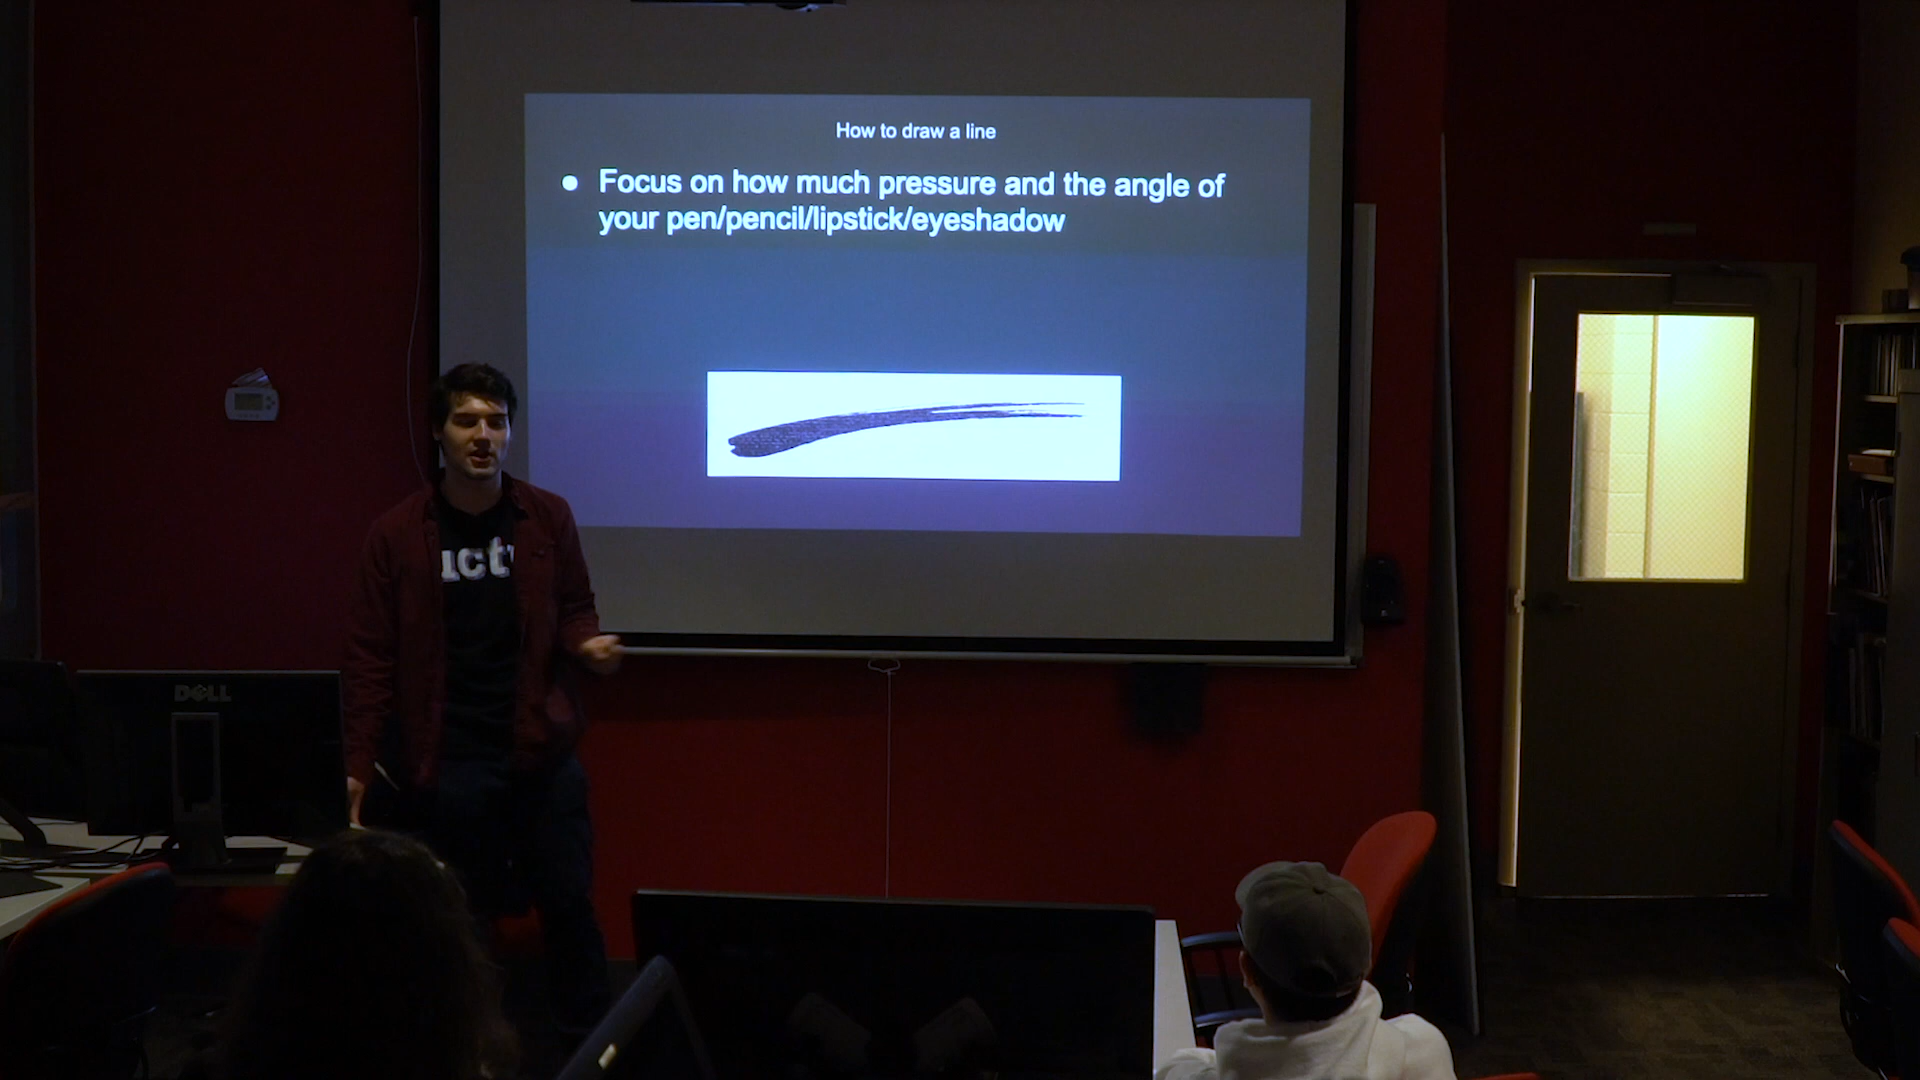 How to draw a line
● Focus on how much pressure and the angle of
your pen/pencil/lipstick/eyeshadow
DELL